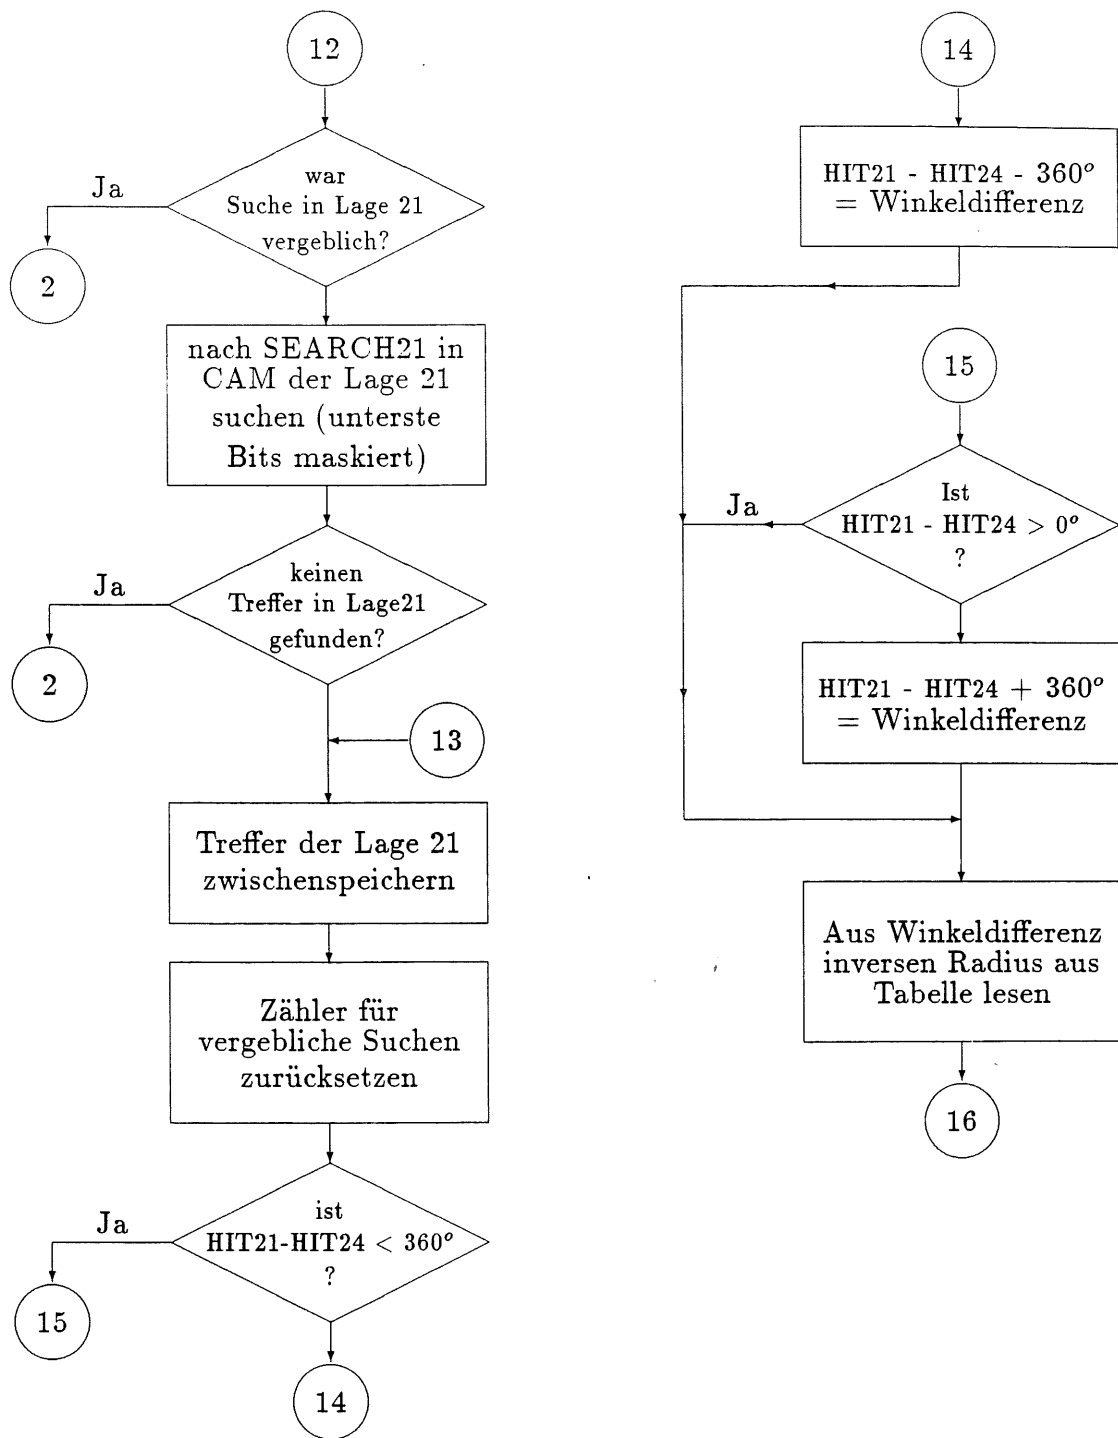 12
war
Suche in Lage 21
vergeblich?
Ja
2
nach SEARCH21 in
CAM der Lage 21
suchen (unterste
Bits maskiert)
keinen
Treffer in Lage21
gefunden?
Ja
2
13
Treffer der Lage 21
zwischenspeichern
Zähler für
vergebliche Suchen
zurücksetzen
ist
HIT21-HIT24 < 360°
?
Ja
15
14
14
HIT21 - HIT24 - 360°
= Winkeldifferenz
15
Ist
HIT21 - HIT24 > 0°
?
Ja
HIT21 - HIT24 + 360°
= Winkeldifferenz
Aus Winkeldifferenz
inversen Radius aus
Tabelle lesen
16